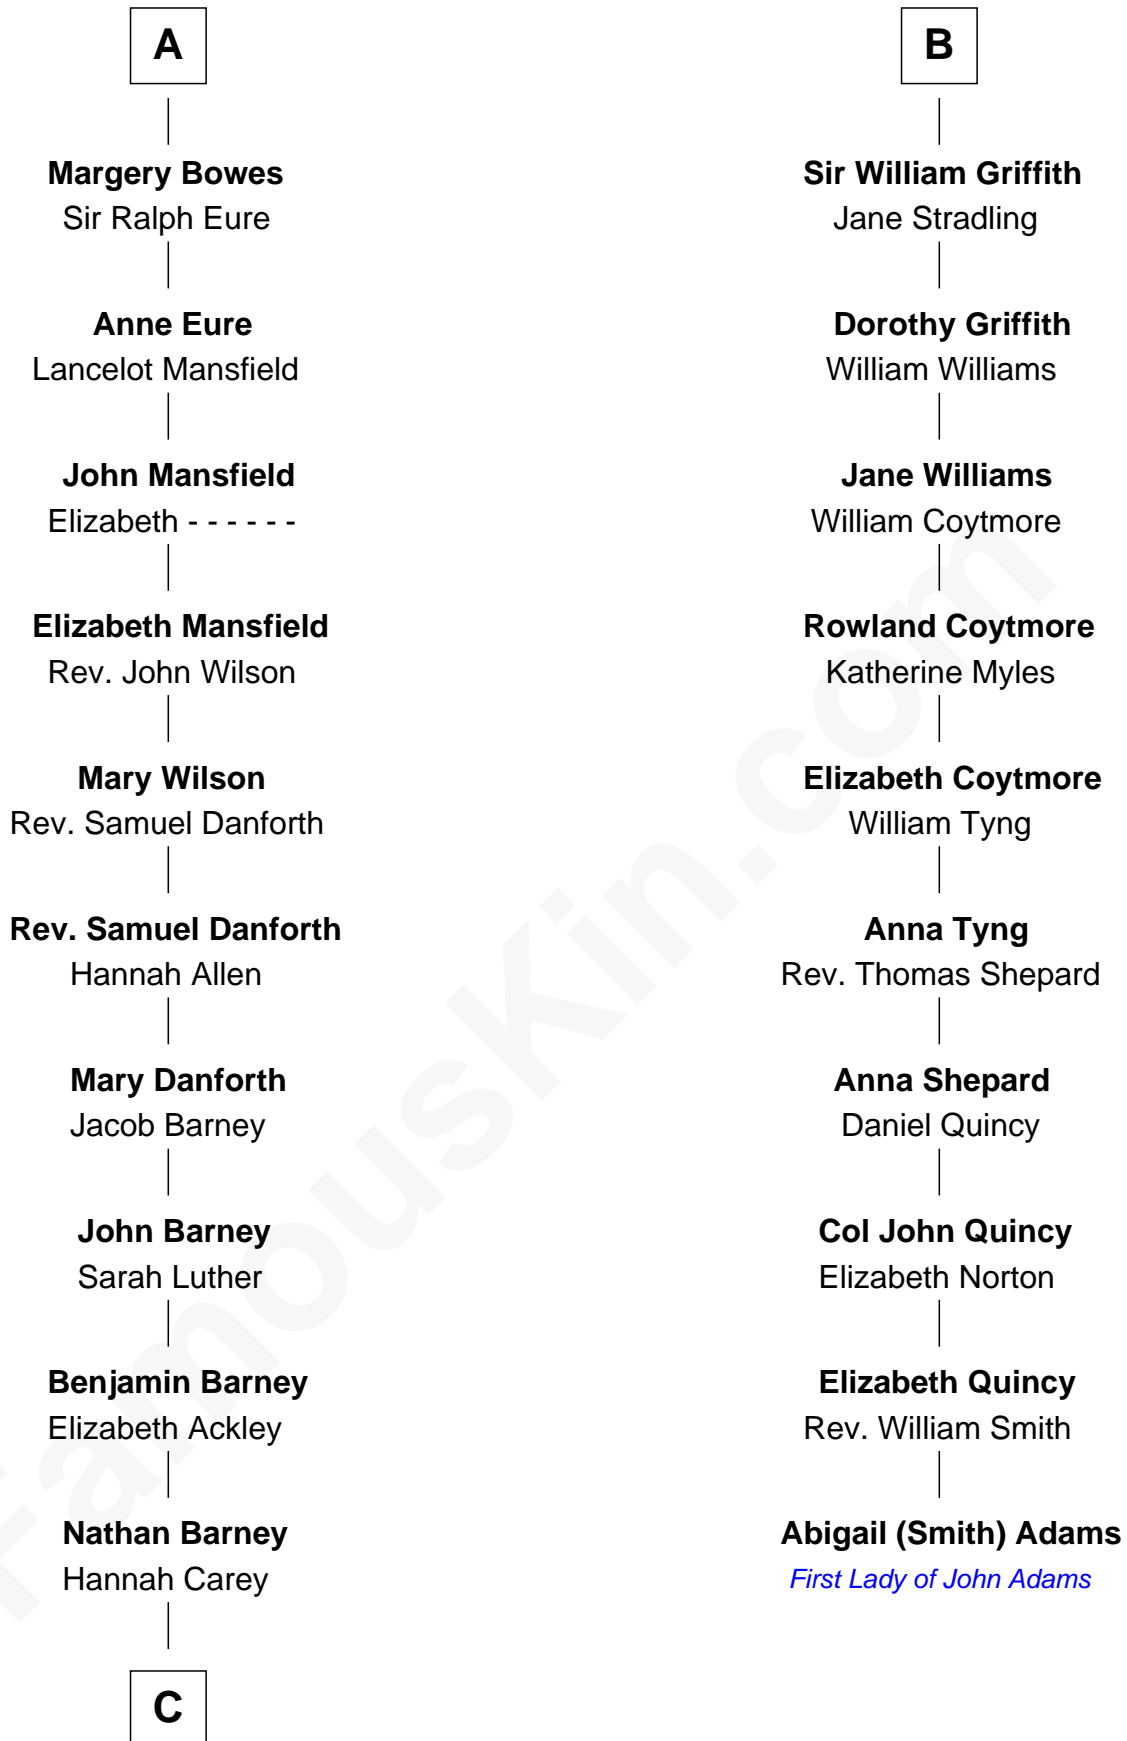 A
Margery Bowes
Sir Ralph Eure
Anne Eure
Lancelot Mansfield
John Mansfield
Elizabeth - - - - - -
Elizabeth Mansfield
Rev. John Wilson
Mary Wilson
Rev. Samuel Danforth
Rev. Samuel Danforth
Hannah Allen
Mary Danforth
Jacob Barney
John Barney
Sarah Luther
Benjamin Barney
Elizabeth Ackley
Nathan Barney
Hannah Carey
C
B
Sir William Griffith
Jane Stradling
Dorothy Griffith
William Williams
Jane Williams
William Coytmore
Rowland Coytmore
Katherine Myles
Elizabeth Coytmore
William Tyng
Anna Tyng
Rev. Thomas Shepard
Anna Shepard
Daniel Quincy
Col John Quincy
Elizabeth Norton
Elizabeth Quincy
Rev. William Smith
Abigail (Smith) Adams
First Lady of John Adams
FamousKin.com